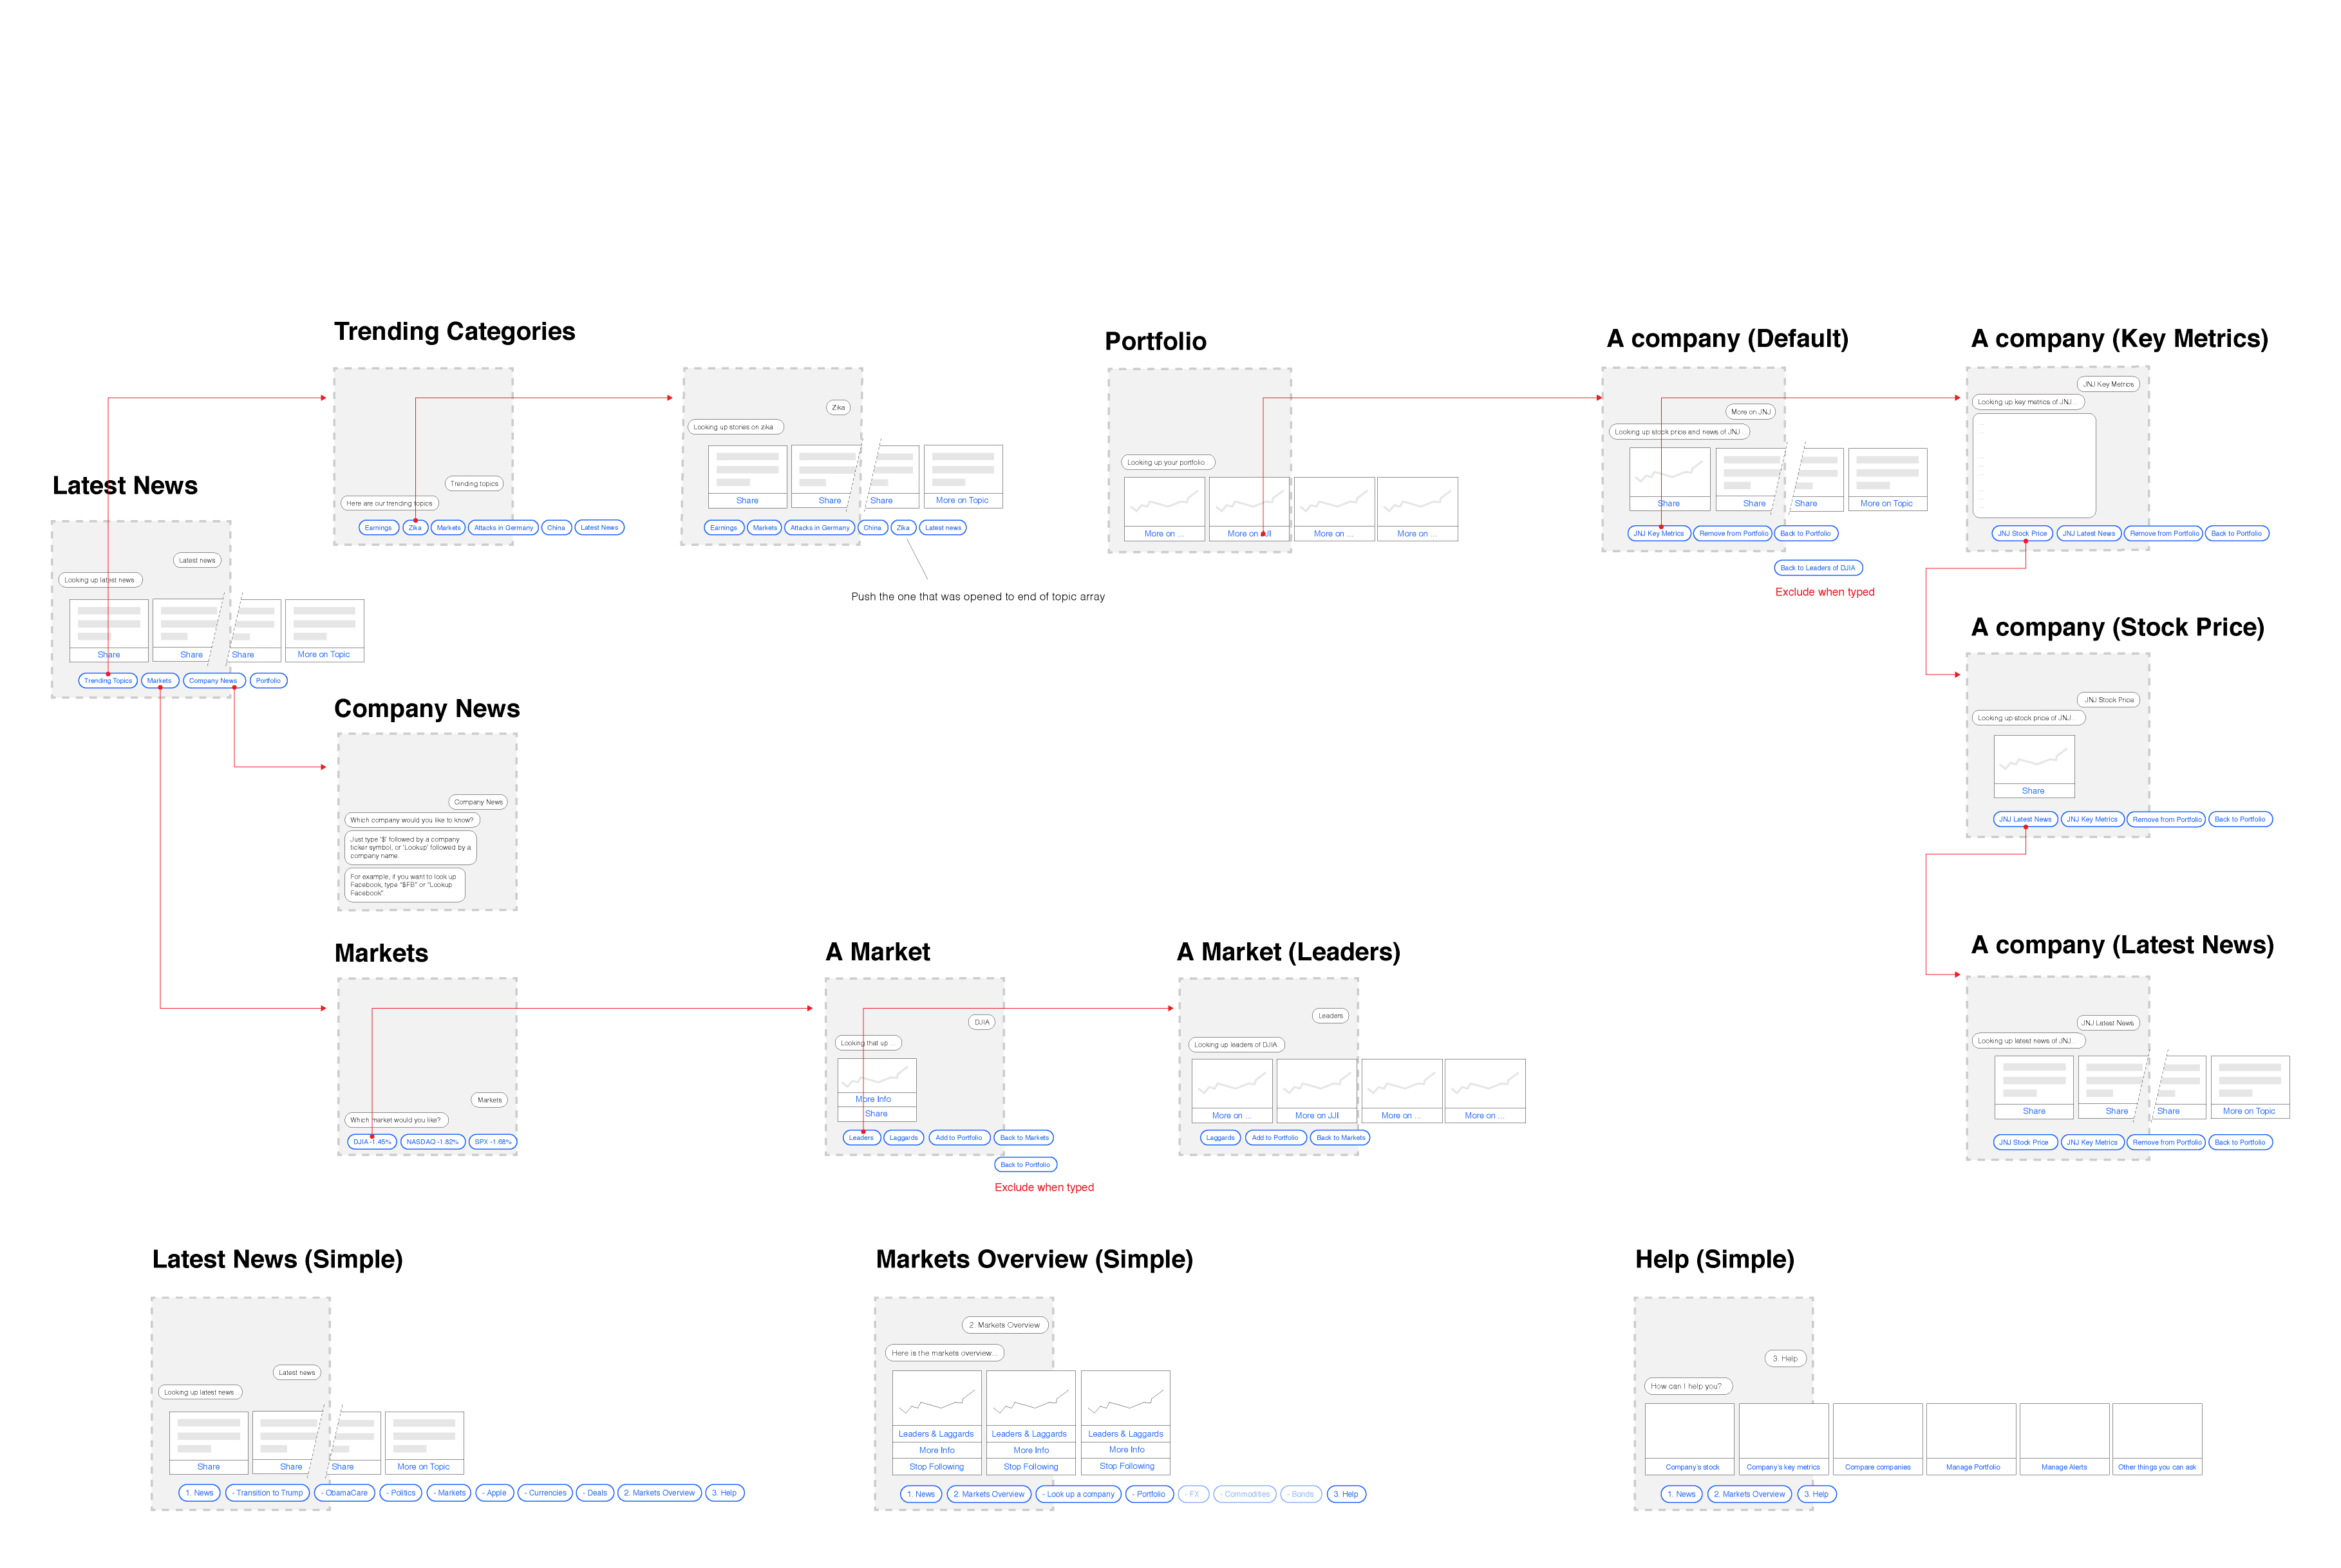 Trending Categories
Zika
Looking up stories on zika ...
Trending topics
Here are our trending topics
Share
Share
Share
More on Topic
Earnings
Zika
Markets
Attacks in Germany
China
Latest News
Earnings
Markets
Attacks in Germany
China
Zika
Latest news
Push the one that was opened to end of topic array
Portfolio
Looking up your portfolio ...
More on ...
More on JJI
More on ...
More on ...
A company (Default)
More on JNJ
Looking up stock price and news of JNJ ...
Share
Share
Share
More on Topic
JNJ Key Metrics
Remove from Portfolio
Back to Portfolio
Back to Leaders of DJIA
Exclude when typed
A company (Key Metrics)
JNJ Key Metrics
Looking up key metrics of JNJ...
JNJ Stock Price
JNJ Latest News
Remove from Portfolio
Back to Portfolio
Latest News
Latest news
Looking up latest news ...
Share
Share
Share
More on Topic
Trending Topics
Markets
Company News
Portfolio
A company (Stock Price)
JNJ Stock Price
Looking up stock price of JNJ...
Share
JNJ Latest News
JNJ Key Metrics
Remove from Portfolio
Back to Portfolio
Company News
Company News
Which company would you like to know?
Just type '$' followed by a company
ticker symbol, or 'Lookup' followed by a
company name.
For example, if you want to look up
Facebook, type "$FB" or "Lookup
Facebook".
Markets
Markets
Which market would you like?
DJIA -1.45%
NASDAQ -1.82%
SPX -1.68%
A Market
DJIA
Looking that up ...
More Info
Share
Leaders
Laggards
Add to Portfolio
Back to Markets
Back to Portfolio
Exclude when typed
A Market (Leaders)
Leaders
Looking up leaders of DJIA
More on ...
More on JJI
More on ...
More on ...
Laggards
Add to Portfolio
Back to Markets
A company (Latest News)
JNJ Latest News
Looking up latest news of JNJ...
Share
Share
Share
More on Topic
JNJ Stock Price
JNJ Key Metrics
Remove from Portfolio
Back to Portfolio
Latest News (Simple)
Latest news
Looking up latest news ...
Share
Share
Share
More on Topic
1. News
- Transition to Trump
- ObamaCare
- Politics
- Markets
- Apple
- Currencies
- Deals
2. Markets Overview
3. Help
Markets Overview (Simple)
2. Markets Overview
Here is the markets overview...
Leaders & Laggards
Leaders & Laggards
Leaders & Laggards
More Info
More Info
More Info
Stop Following
Stop Following
Stop Following
1. News
2. Markets Overview
- Look up a company
- Portfolio
- FX
- Commodities
- Bonds
3. Help
Help (Simple)
3. Help
How can I help you?
Company's stock
Company's key metrics
Compare companies
Manage Portfolio
Manage Alerts
Other things you can ask
1. News
2. Markets Overview
3. Help